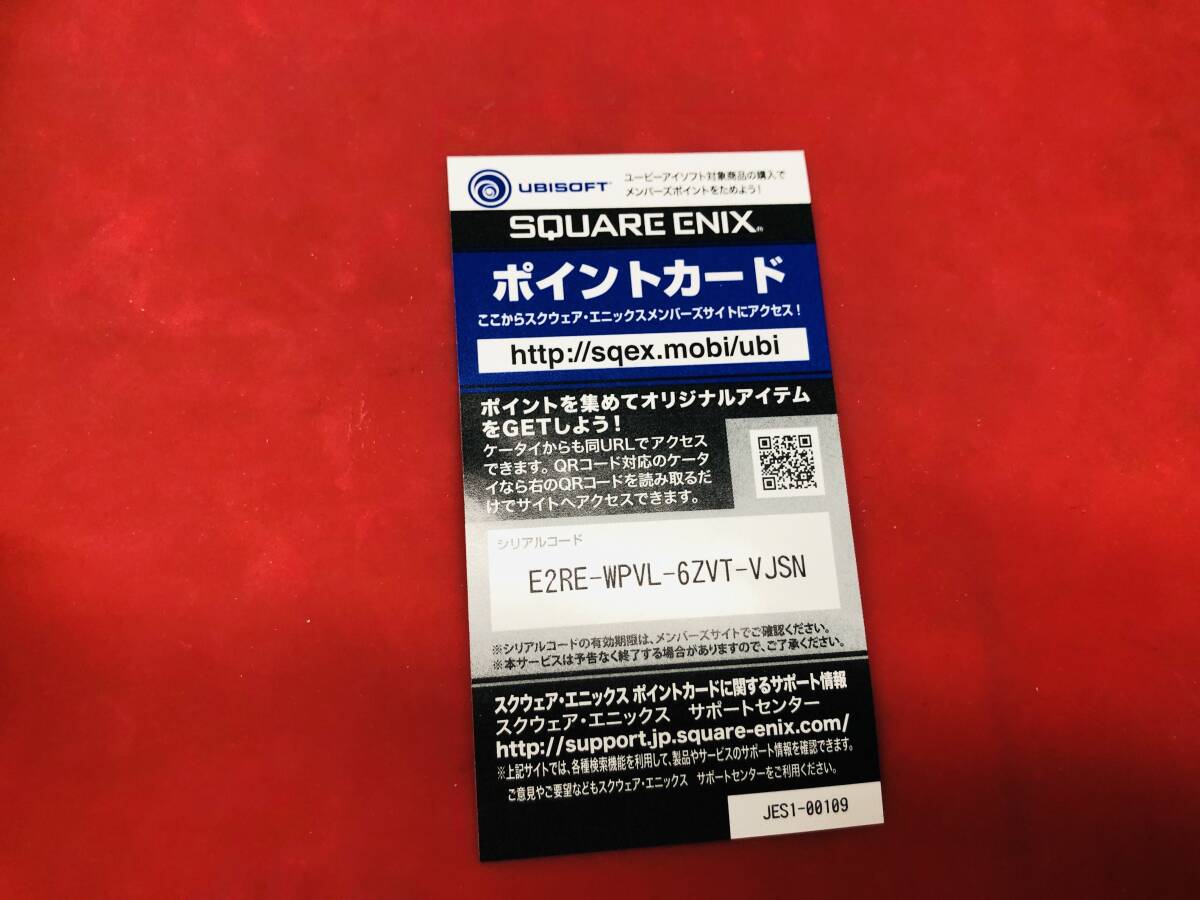 UBISOFT
ユービーアイソフト対象商品の購入で
メンバーズポイントをためよう!
SQUARE ENIX®
ポイントカード
ここからスクウェア・エニックスメンバーズサイトにアクセス!
http://sqex.mobi/ubi
ポイントを集めてオリジナルアイテム
をGETしよう!
ケータイからも同URLでアクセス
できます。QRコード対応のケータ
イなら右のQRコードを読み取るだ
けでサイトへアクセスできます。
シリアルコード
E2RE-WPVL-6ZVT-VJSN
※シリアルコードの有効期限は、メンバーズサイトでご確認ください。
※本サービスは予告なく終了する場合がありますので、ご了承ください。
スクウェア・エニックス ポイントカードに関するサポート情報
スクウェア・エニックス サポートセンター
http://support.jp.square-enix.com/
※上記サイトでは、各種検索機能を利用して、製品やサービスのサポート情報を確認できます。
ご意見やご要望などもスクウェア・エニックス サポートセンターをご利用ください。
JES1-00109